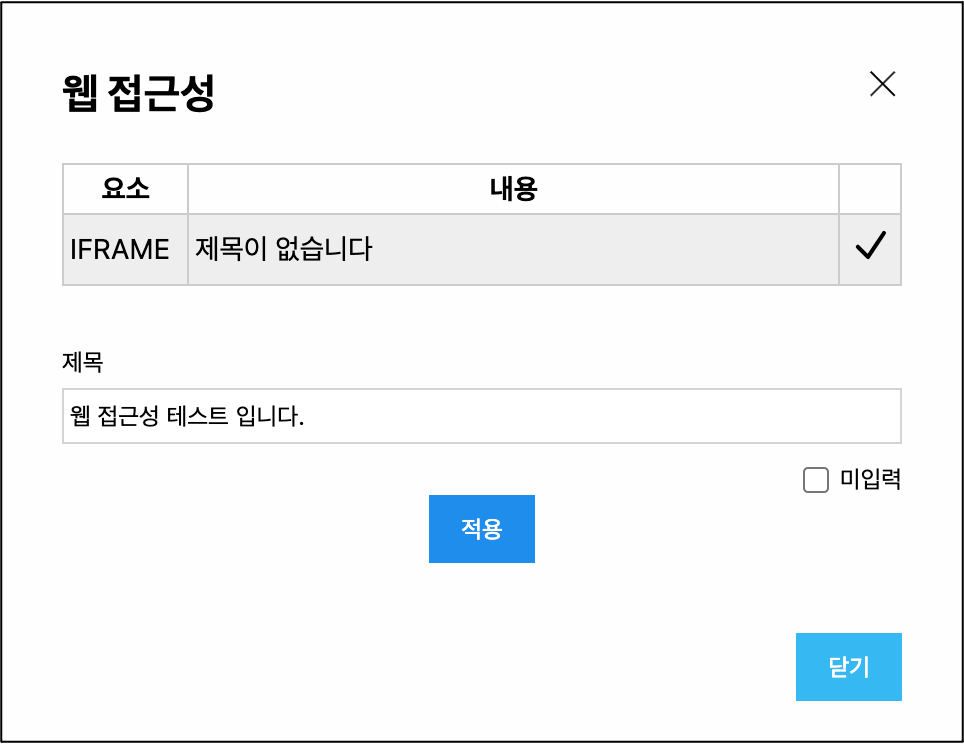 웹 접근성
요소 내용
IFRAME 제목이 없습니다
제목
웹 접근성 테스트 입니다.
미입력
적용
닫기